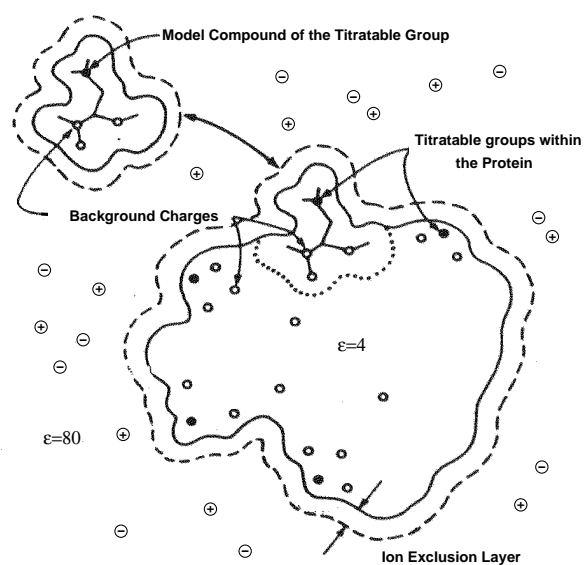 Model Compound of the Titratable Group
Titratable groups within
the Protein
Background Charges
ε=4
ε=80
Ion Exclusion Layer